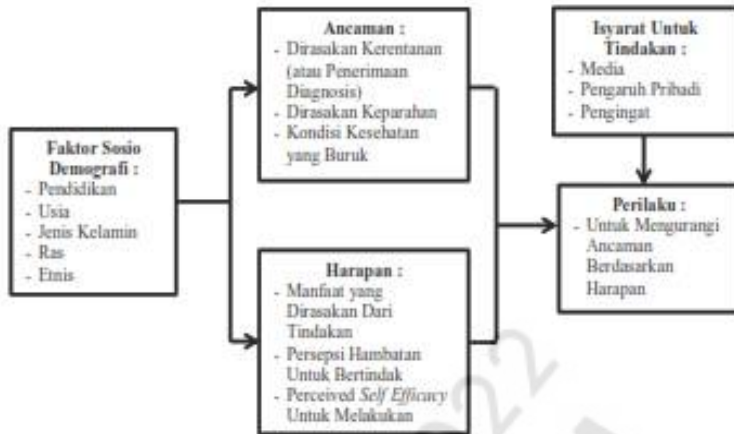 Faktor Sosio
Demografi :
- Pendidikan
- Usia
- Jenis Kelamin
- Ras
- Etnis
Ancaman :
- Dirasakan Kerentanan
(atau Penerimaan
Diagnosis)
- Dirasakan Keparahan
- Kondisi Kesehatan
yang Buruk
Harapan :
- Manfaat yang
Dirasakan Dari
Tindakan
- Persepsi Hambatan
Untuk Bertindak
- Perceived Self Efficacy
Untuk Melakukan
Isyarat Untuk
Tindakan :
- Media
- Pengaruh Pribadi
- Pengingat
Perilaku :
- Untuk Mengurangi
Ancaman
Berdasarkan
Harapan
2022